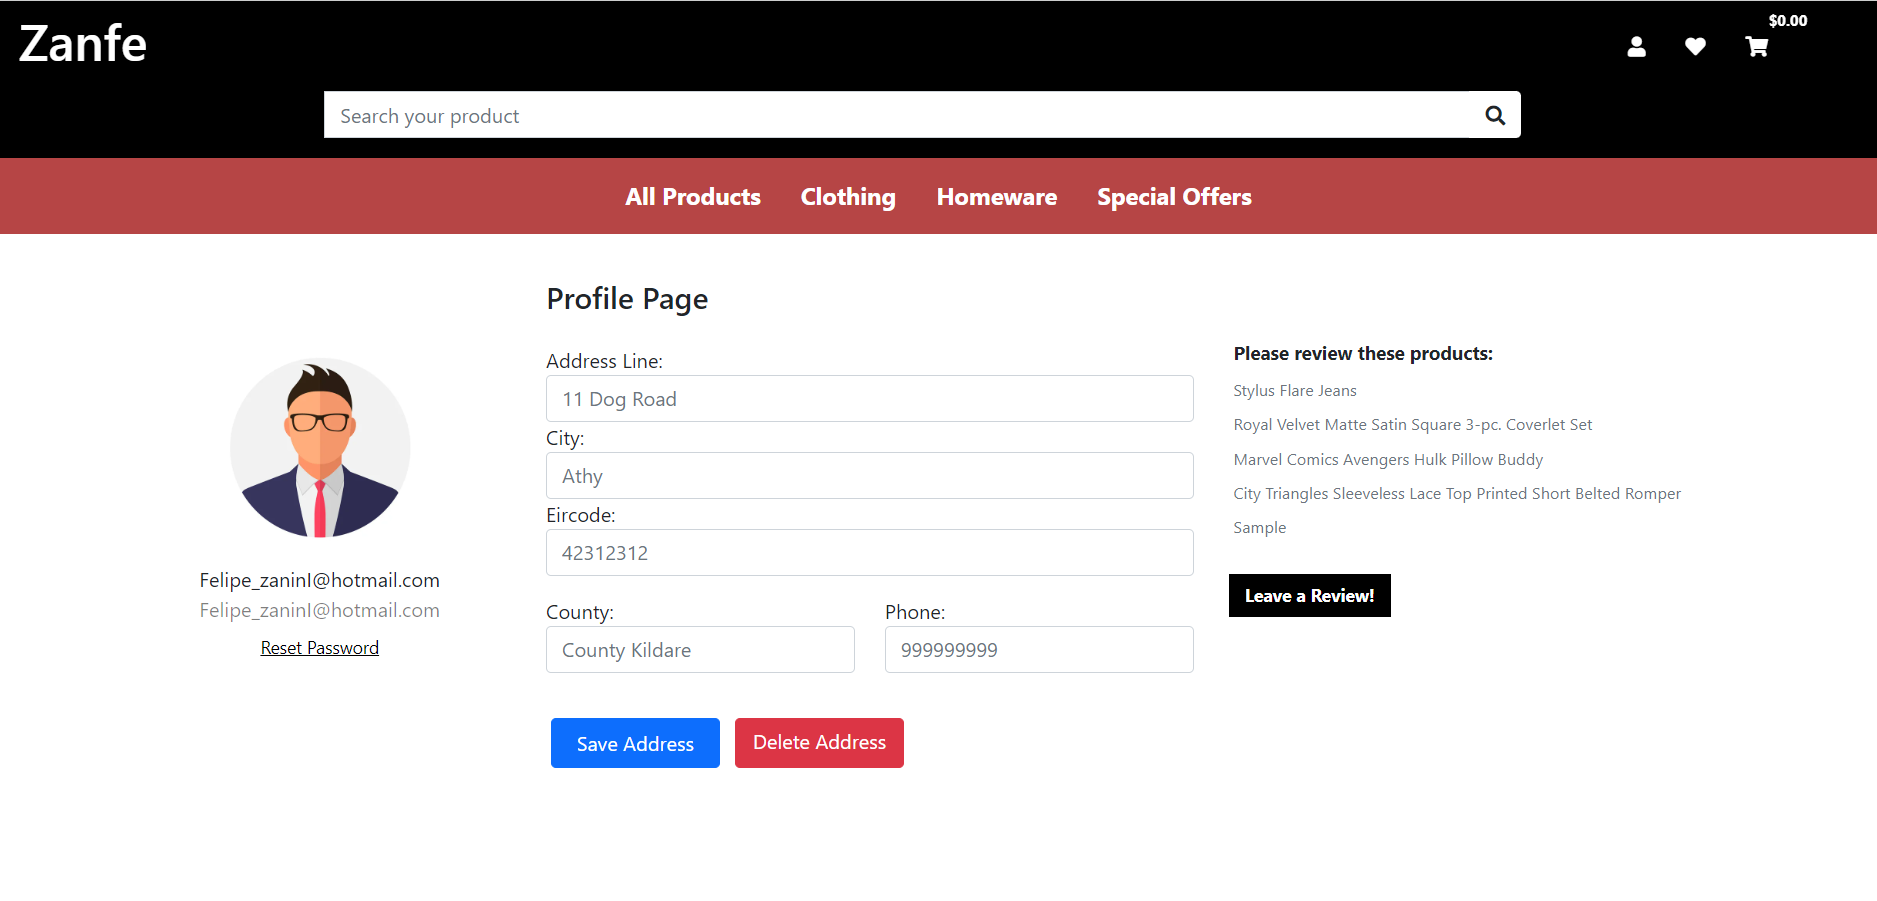 Zanfe
$0.00
Search your product
All Products Clothing Homeware Special Offers
Profile Page
Felipe_zaninI@hotmail.com
Felipe_zaninI@hotmail.com
Reset Password
Address Line:
11 Dog Road
City:
Athy
Eircode:
42312312
County: Phone:
County Kildare 999999999
Save Address Delete Address
Please review these products:
Stylus Flare Jeans
Royal Velvet Matte Satin Square 3-pc. Coverlet Set
Marvel Comics Avengers Hulk Pillow Buddy
City Triangles Sleeveless Lace Top Printed Short Belted Romper
Sample
Leave a Review!